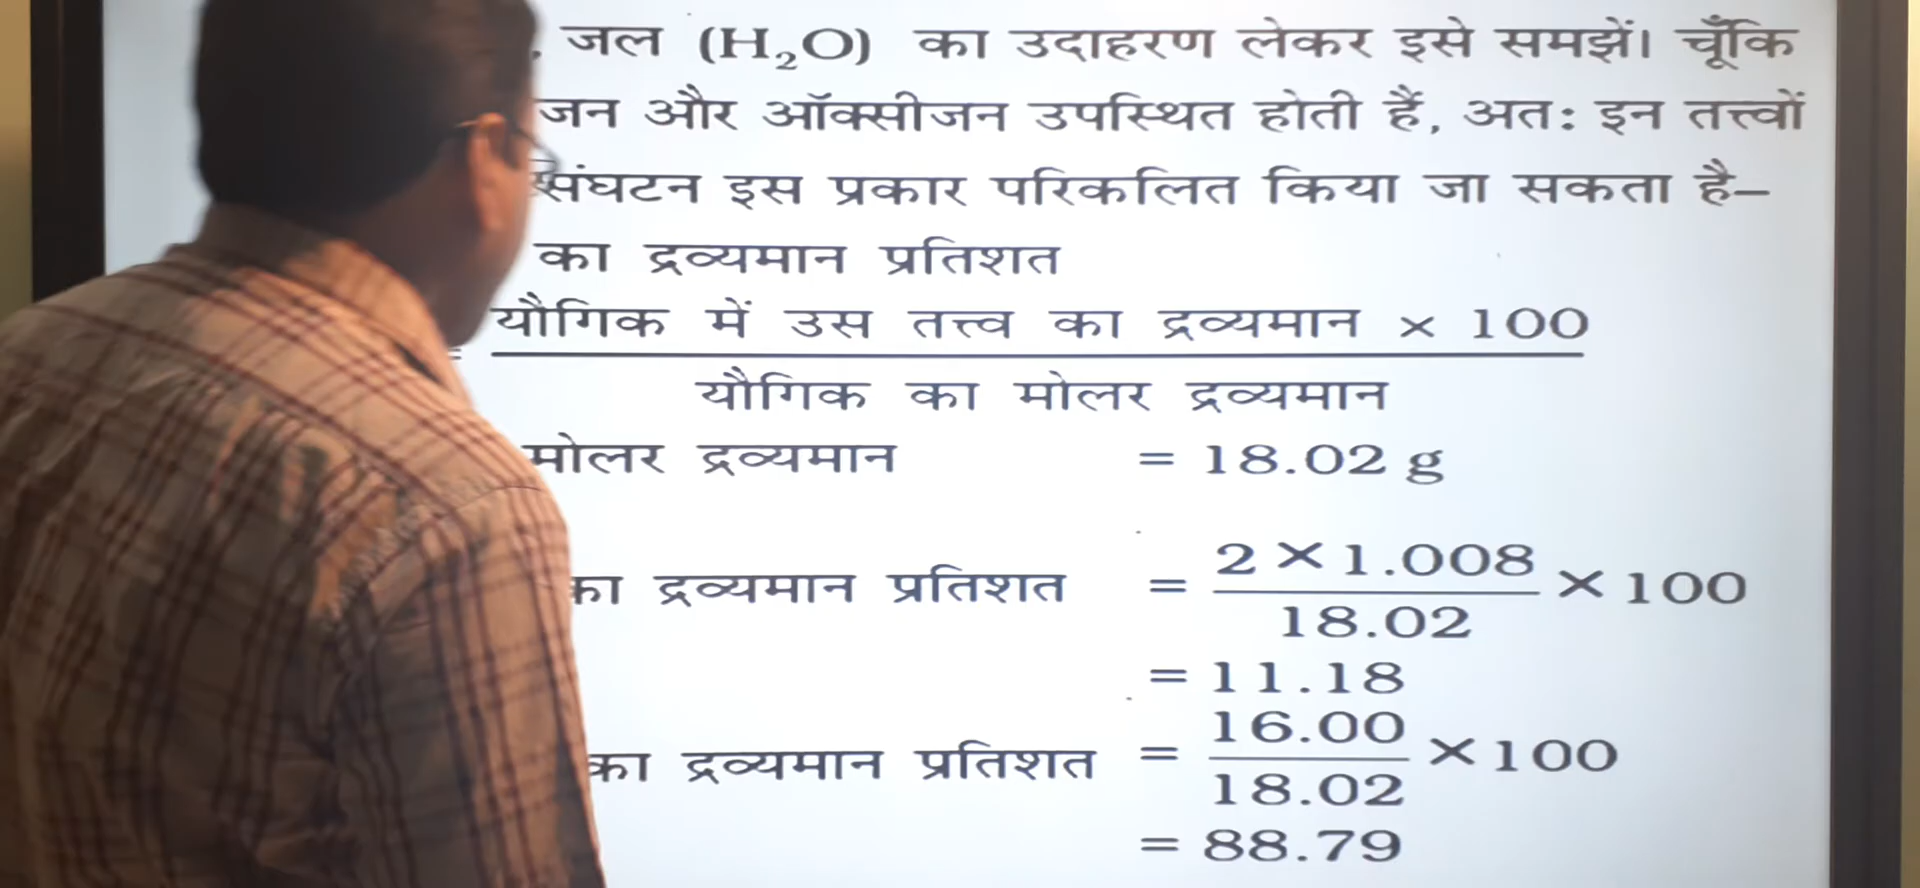 , जल (H₂O) का उदाहरण लेकर इसे समझें। चूँकि
जन और ऑक्सीजन उपस्थित होती हैं, अतः इन तत्त्वों
संघटन इस प्रकार परिकलित किया जा सकता है–
का द्रव्यमान प्रतिशत
= यौगिक में उस तत्त्व का द्रव्यमान × 100
यौगिक का मोलर द्रव्यमान
मोलर द्रव्यमान = 18.02 g
का द्रव्यमान प्रतिशत = 2 × 1.008 / 18.02 × 100
= 11.18
का द्रव्यमान प्रतिशत = 16.00 / 18.02 × 100
= 88.79